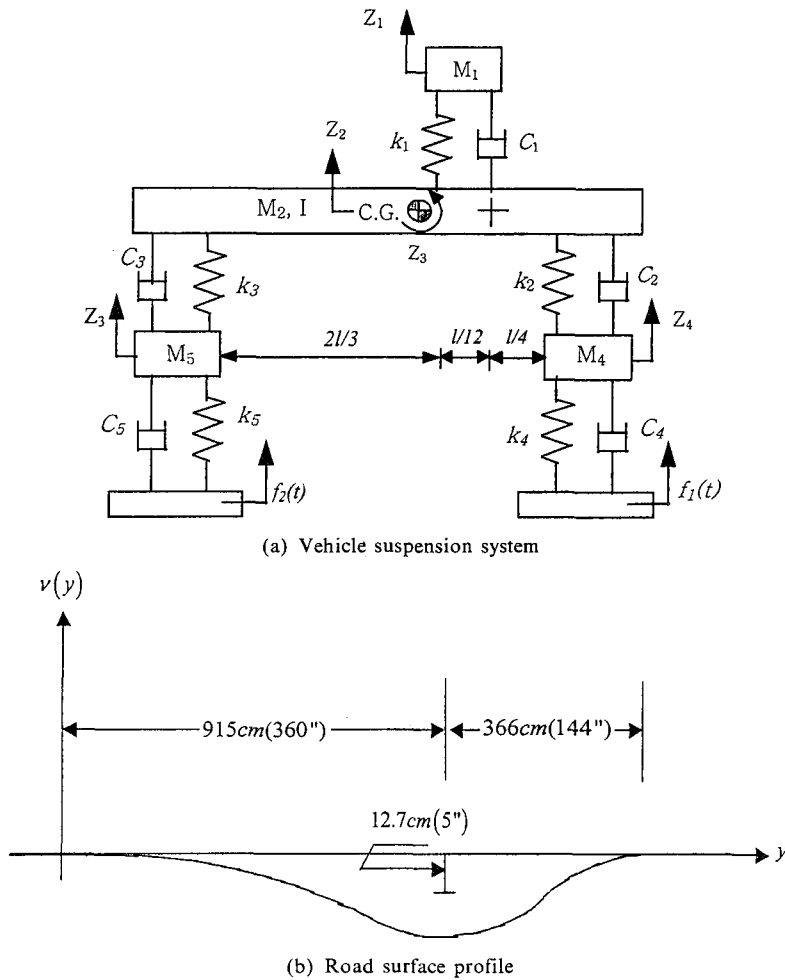 Z₁
M₁
k₁
C₁
Z₂
M₂, I
C.G.
Z₃
C₃
k₃
k₂
C₂
Z₃
M₅
2l/3
l/12
l/4
M₄
Z₄
C₅
k₅
k₄
C₄
f₂(t)
f₁(t)
(a) Vehicle suspension system
ν(y)
915cm(360")
366cm(144")
12.7cm(5")
y
(b) Road surface profile